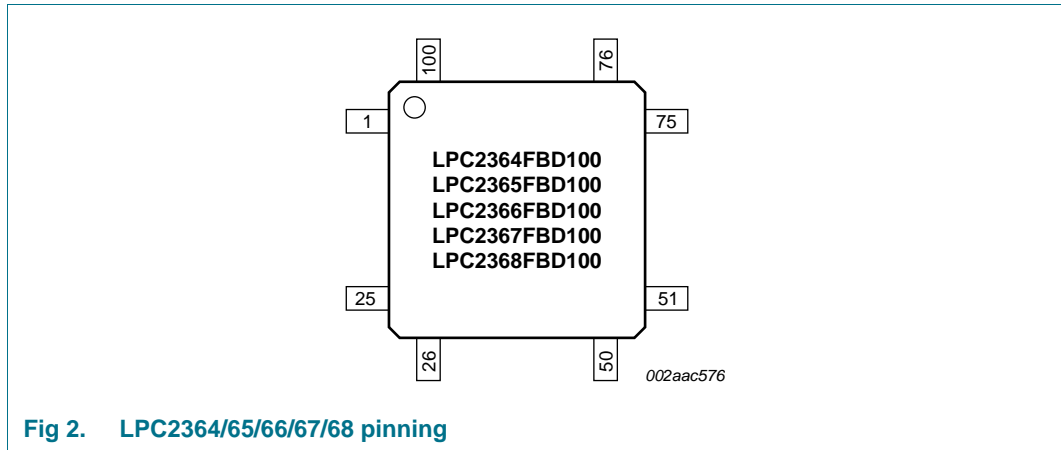 100
76
1
75
LPC2364FBD100
LPC2365FBD100
LPC2366FBD100
LPC2367FBD100
LPC2368FBD100
25
51
26
50
002aac576
Fig 2. LPC2364/65/66/67/68 pinning